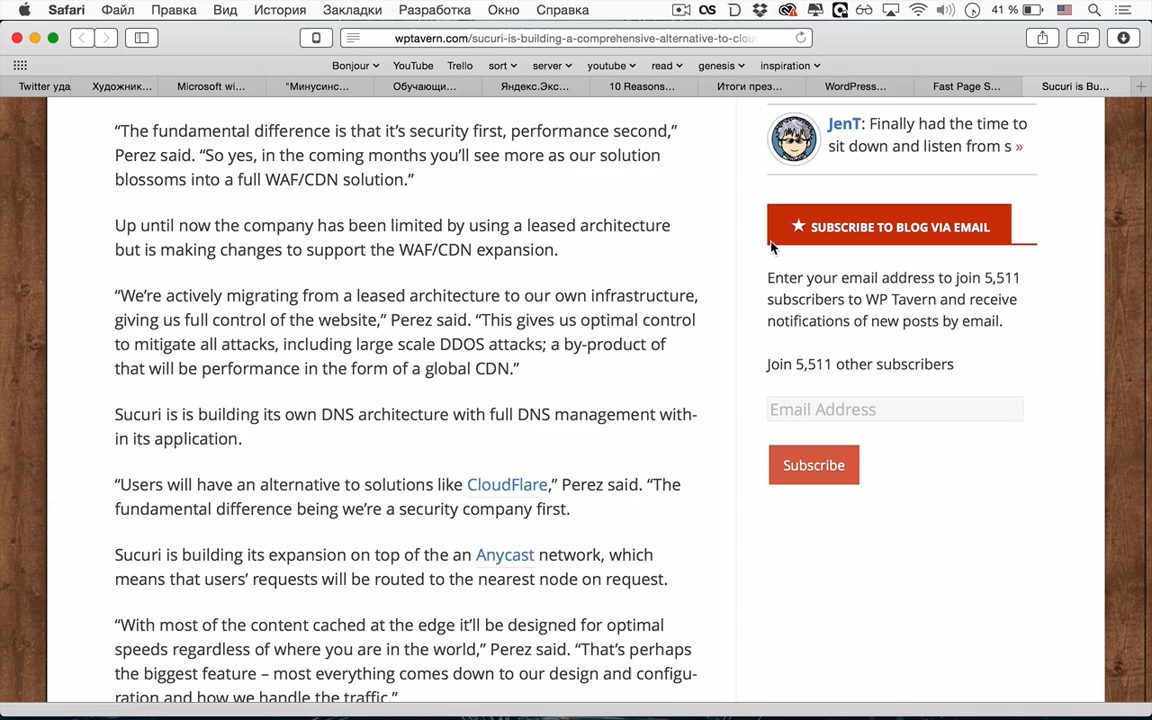 Safari Файл Правка Вид История Закладки Разработка Окно Справка 41 %
wptavern.com/sucuri-is-building-a-comprehensive-alternative-to-clou
Bonjour YouTube Trello sort server youtube read genesis inspiration
Twitter уда Художник... Microsoft wi... "Минусинс... Обучающи... Яндекс.Экс... 10 Reasons... Итоги през... WordPress... Fast Page S... Sucuri is Bu...
“The fundamental difference is that it’s security first, performance second,”
Perez said. “So yes, in the coming months you’ll see more as our solution
blossoms into a full WAF/CDN solution.”
Up until now the company has been limited by using a leased architecture
but is making changes to support the WAF/CDN expansion.
“We’re actively migrating from a leased architecture to our own infrastructure,
giving us full control of the website,” Perez said. “This gives us optimal control
to mitigate all attacks, including large scale DDOS attacks; a by-product of
that will be performance in the form of a global CDN.”
Sucuri is is building its own DNS architecture with full DNS management with-
in its application.
“Users will have an alternative to solutions like CloudFlare,” Perez said. “The
fundamental difference being we’re a security company first.
Sucuri is building its expansion on top of the an Anycast network, which
means that users’ requests will be routed to the nearest node on request.
“With most of the content cached at the edge it’ll be designed for optimal
speeds regardless of where you are in the world,” Perez said. “That’s perhaps
the biggest feature – most everything comes down to our design and configu-
ration and how we handle the traffic.”
JenT: Finally had the time to
sit down and listen from s »
★ SUBSCRIBE TO BLOG VIA EMAIL
Enter your email address to join 5,511
subscribers to WP Tavern and receive
notifications of new posts by email.
Join 5,511 other subscribers
Email Address
Subscribe